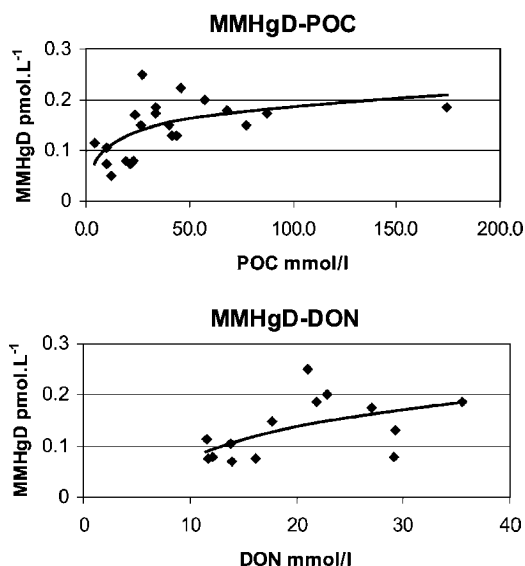 MMHgD-POC
MMHgD pmol.L⁻¹
0.3
0.2
0.1
0
0.0 50.0 100.0 150.0 200.0
POC mmol/l
MMHgD-DON
MMHgD pmol.L⁻¹
0.3
0.2
0.1
0
0 10 20 30 40
DON mmol/l